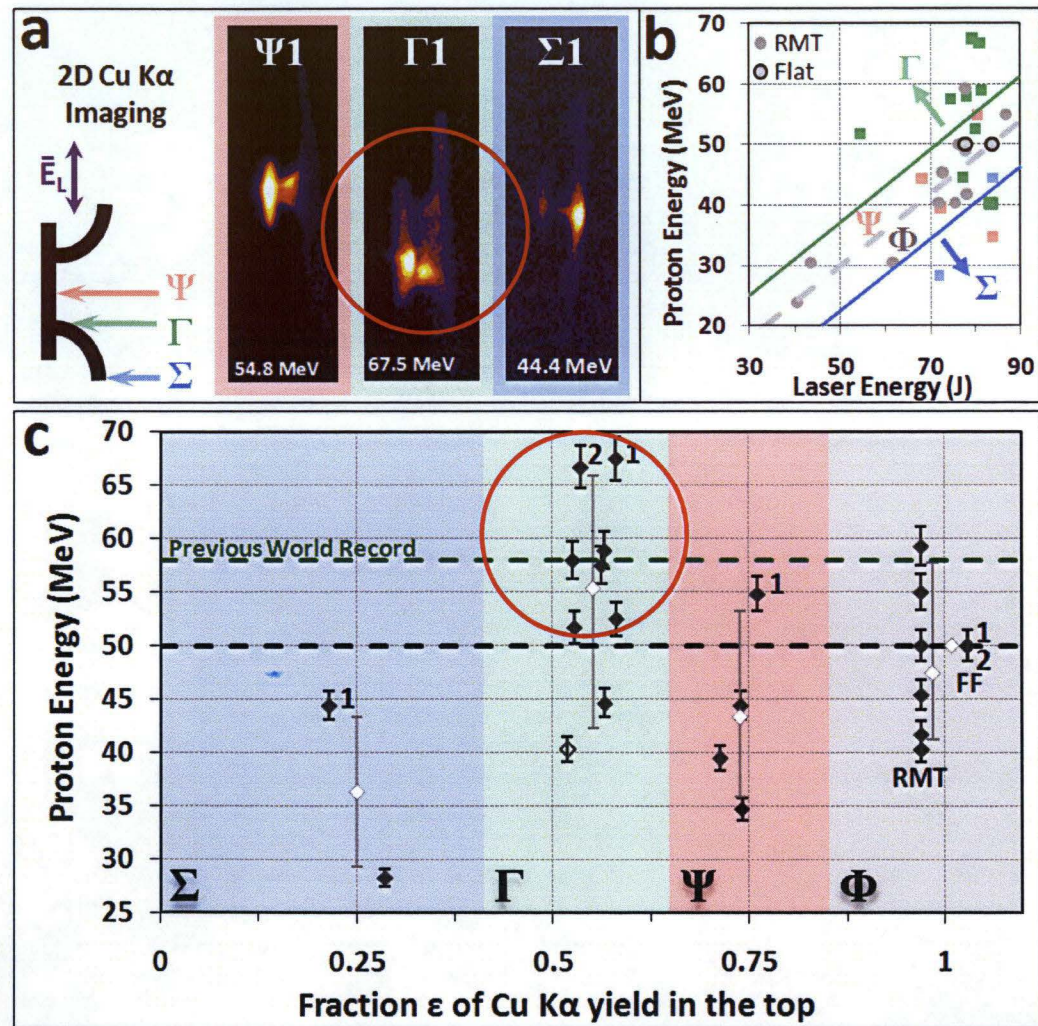 a
2D Cu Kα
Imaging
ĒL
Ψ
Γ
Σ
Ψ1
Γ1
Σ1
54.8 MeV
67.5 MeV
44.4 MeV
b
Proton Energy (MeV)
70
60
50
40
30
20
RMT
Flat
Γ
Ψ
Φ
Σ
30
50
70
90
Laser Energy (J)
c
Proton Energy (MeV)
70
65
60
55
50
45
40
35
30
25
Previous World Record
2
1
1
1
1
2
FF
RMT
Σ
Γ
Ψ
Φ
0
0.25
0.5
0.75
1
Fraction ε of Cu Kα yield in the top